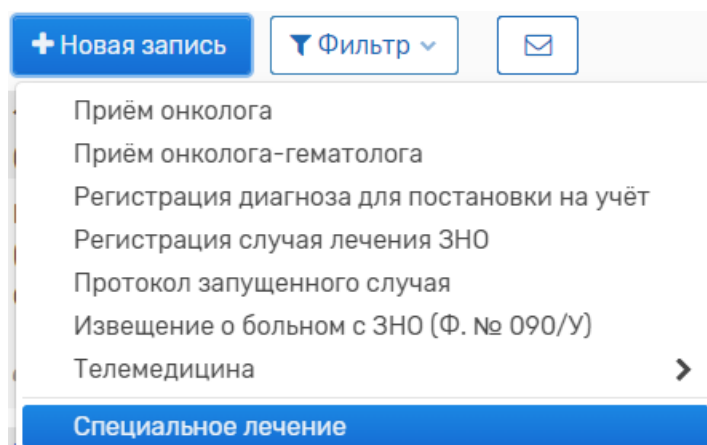 Новая запись
Фильтр
Приём онколога
Приём онколога-гематолога
Регистрация диагноза для постановки на учёт
Регистрация случая лечения ЗНО
Протокол запущенного случая
Извещение о больном с ЗНО (Ф. № 090/У)
Телемедицина
Специальное лечение